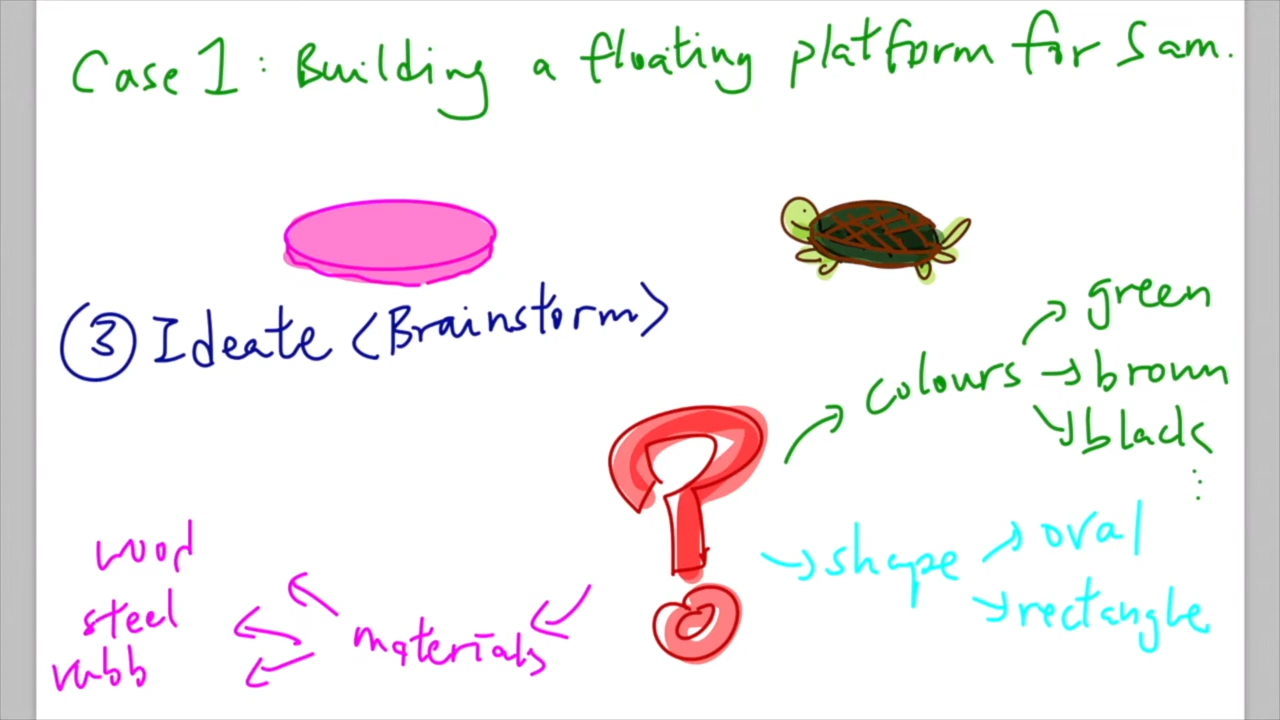 Case 1: Building a floating platform for Sam.
③ Ideate <Brainstorm>
colours
green
brown
black
shape
oval
rectangle
materials
wood
steel
rubb